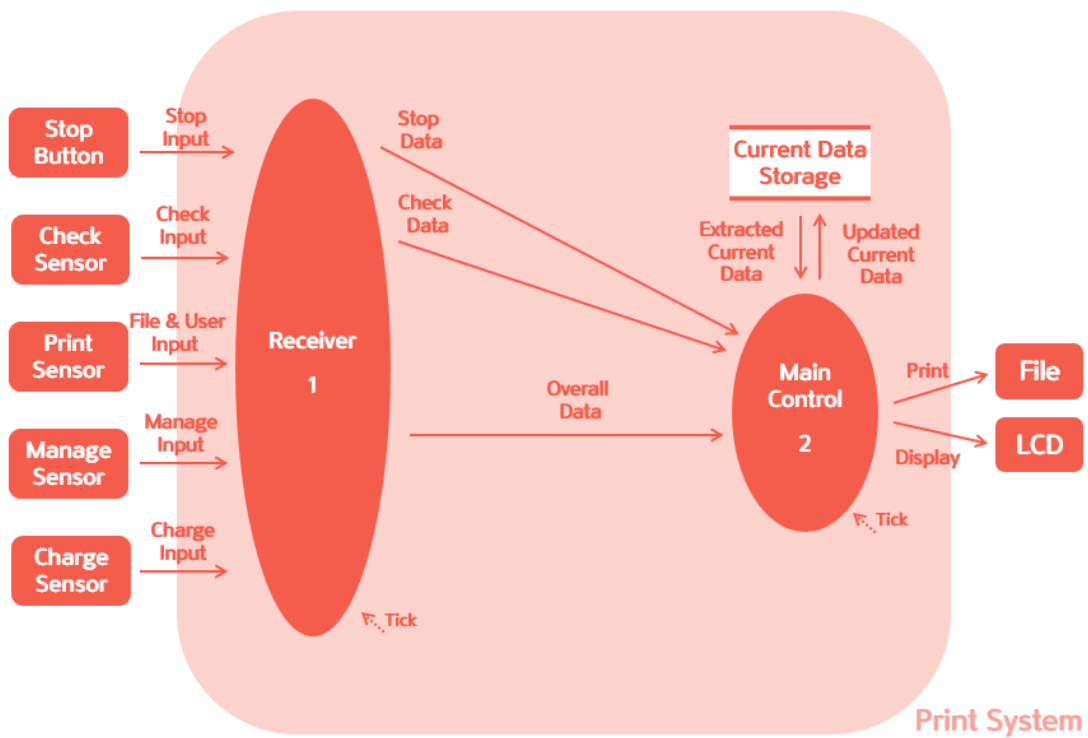 Stop
Button
Stop
Input
Check
Sensor
Check
Input
Print
Sensor
File & User
Input
Manage
Sensor
Manage
Input
Charge
Sensor
Charge
Input
Receiver
1
Tick
Stop
Data
Check
Data
Overall
Data
Current Data
Storage
Extracted
Current
Data
Updated
Current
Data
Main
Control
2
Tick
Print
File
Display
LCD
Print System